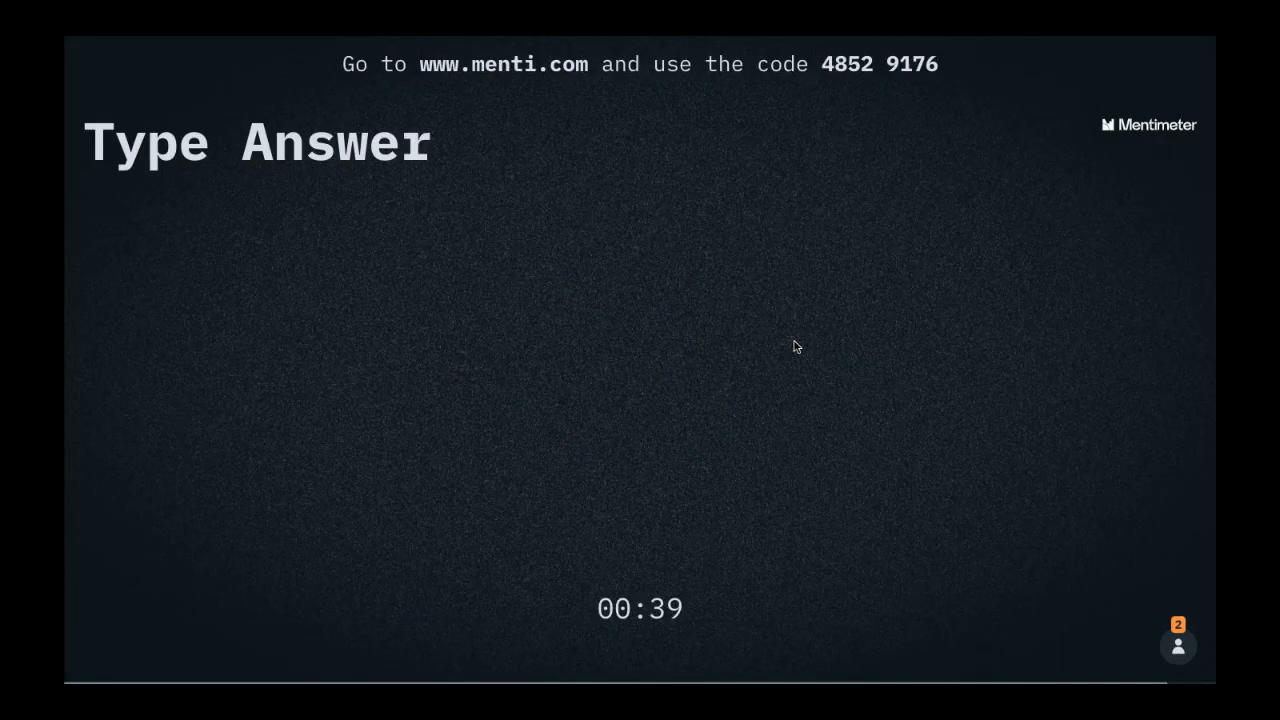 Go to www.menti.com and use the code 4852 9176
Mentimeter
Type Answer
00:39
2